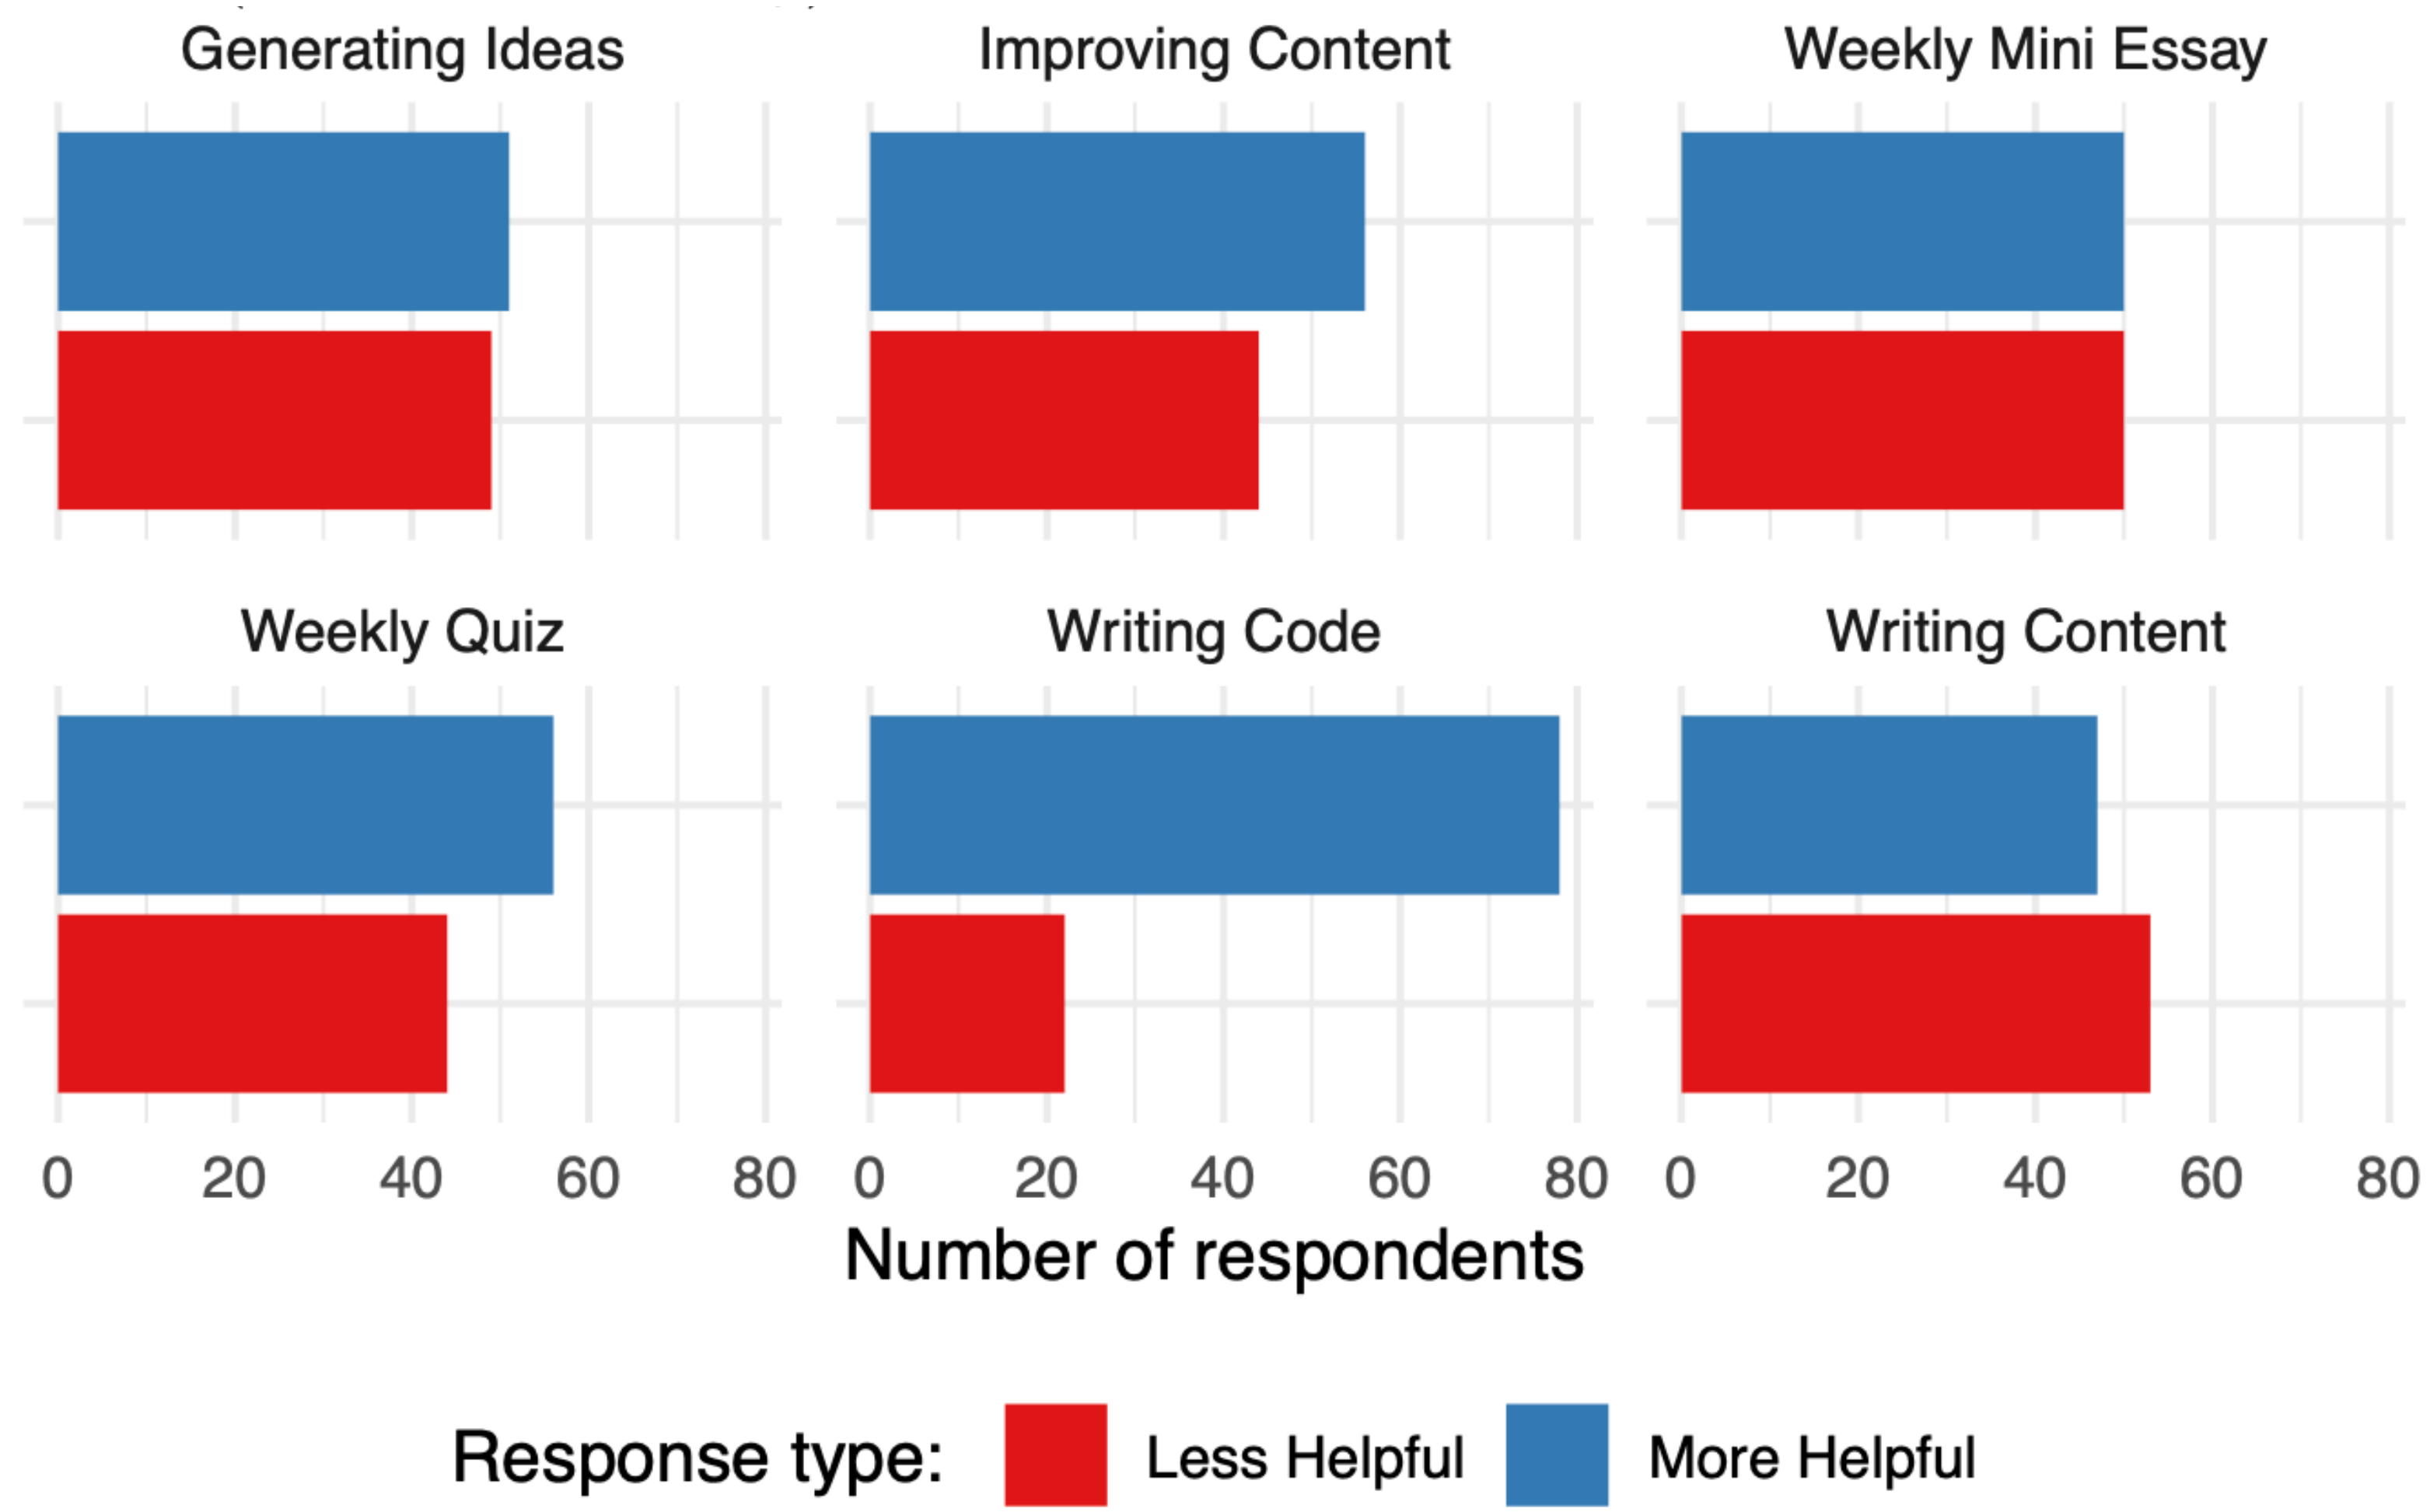 Generating Ideas
Improving Content
Weekly Mini Essay
Weekly Quiz
Writing Code
Writing Content
0 20 40 60 80 0 20 40 60 80 0 20 40 60 80
Number of respondents
Response type: Less Helpful More Helpful